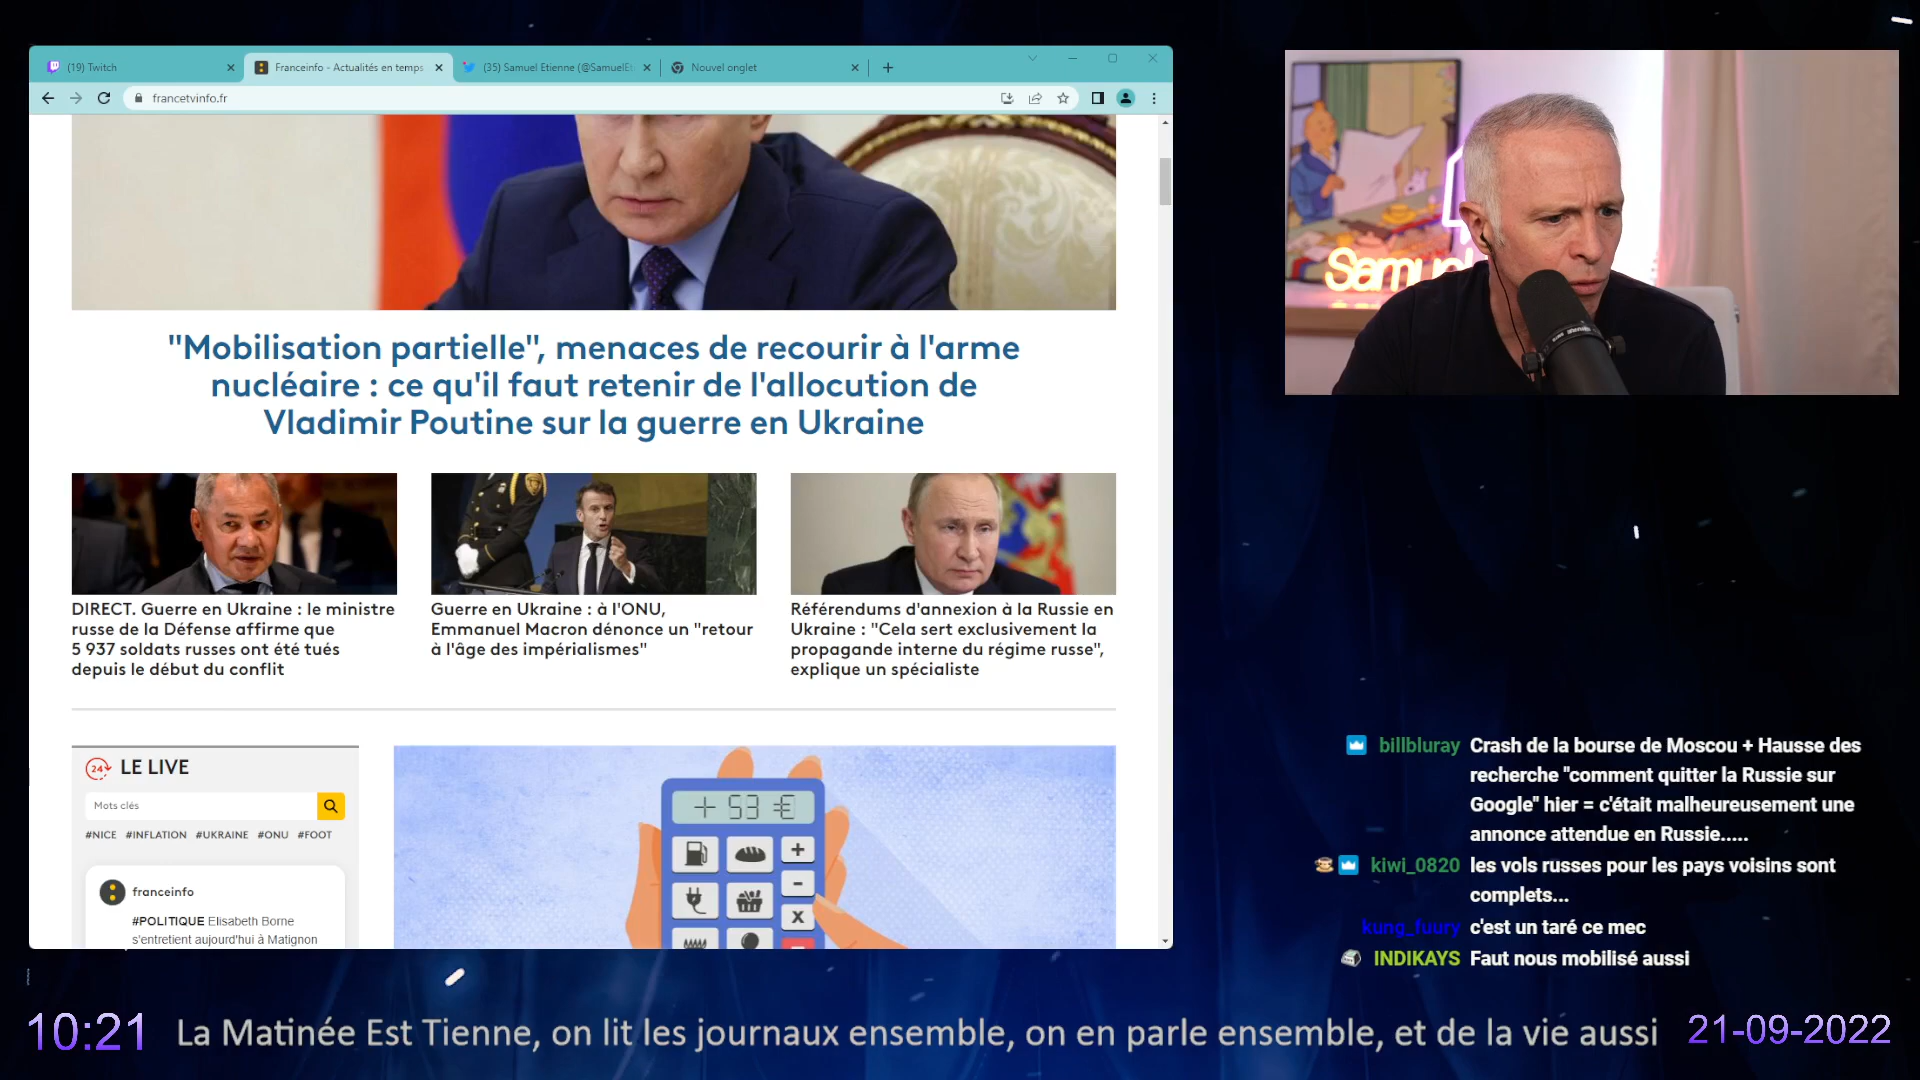 (19) Twitch
Franceinfo - Actualités en temps
(35) Samuel Etienne (@SamuelEt
Nouvel onglet
francetvinfo.fr
"Mobilisation partielle", menaces de recourir à l'arme
nucléaire : ce qu'il faut retenir de l'allocution de
Vladimir Poutine sur la guerre en Ukraine
DIRECT. Guerre en Ukraine : le ministre
russe de la Défense affirme que
5 937 soldats russes ont été tués
depuis le début du conflit
Guerre en Ukraine : à l'ONU,
Emmanuel Macron dénonce un "retour
à l'âge des impérialismes"
Référendums d'annexion à la Russie en
Ukraine : "Cela sert exclusivement la
propagande interne du régime russe",
explique un spécialiste
24 LE LIVE
Mots clés
#NICE #INFLATION #UKRAINE #ONU #FOOT
franceinfo
#POLITIQUE Elisabeth Borne
s'entretient aujourd'hui à Matignon
+ 53 €
+
-
x
Samuel
billbluray Crash de la bourse de Moscou + Hausse des
recherche "comment quitter la Russie sur
Google" hier = c'était malheureusement une
annonce attendue en Russie.....
kiwi_0820 les vols russes pour les pays voisins sont
complets...
kung_fuury c'est un taré ce mec
INDIKAYS Faut nous mobilisé aussi
10:21 La Matinée Est Tienne, on lit les journaux ensemble, on en parle ensemble, et de la vie aussi 21-09-2022